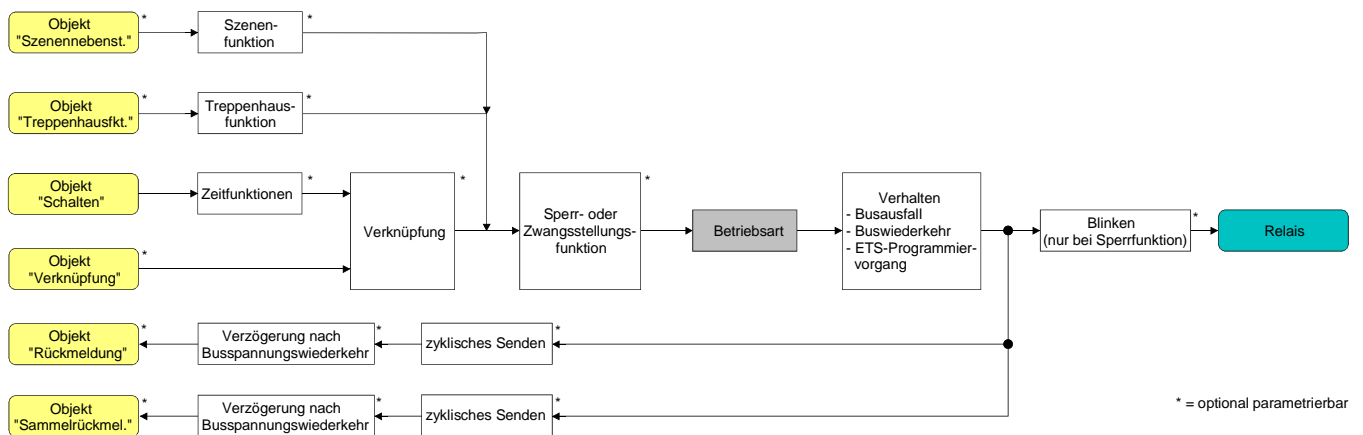 Objekt
"Szenennebenst."
*
Szenen-
funktion
*
Objekt
"Treppenhausfkt."
*
Treppenhaus-
funktion
*
Objekt
"Schalten"
Zeitfunktionen
*
Objekt
"Verknüpfung"
*
Verknüpfung
*
Sperr- oder
Zwangsstellungs-
funktion
*
Betriebsart
Verhalten
- Busausfall
- Buswiederkehr
- ETS-Programmier-
vorgang
Blinken
(nur bei Sperrfunktion)
*
Relais
Objekt
"Rückmeldung"
*
Verzögerung nach
Busspannungswiederkehr
*
zyklisches Senden
*
Objekt
"Sammelrückmel."
*
Verzögerung nach
Busspannungswiederkehr
*
zyklisches Senden
*
* = optional parametrierbar